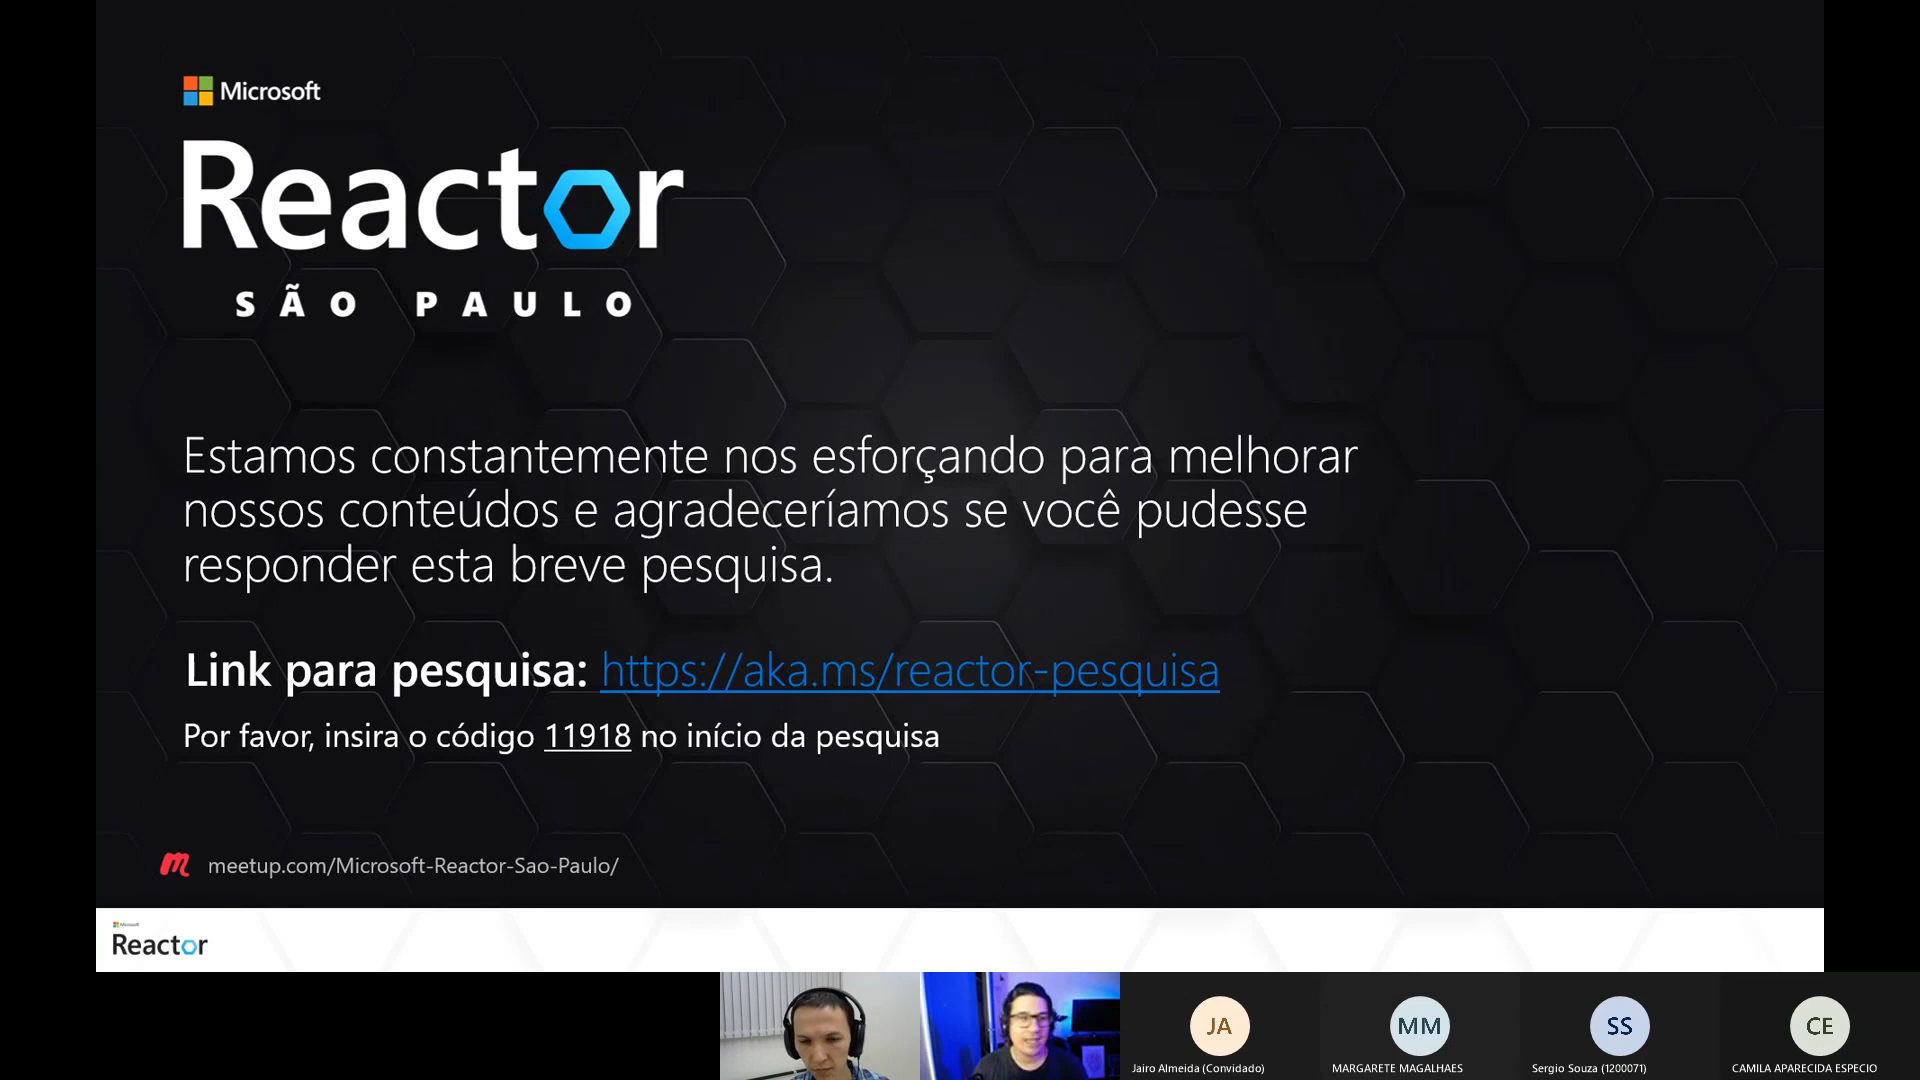 Microsoft
Reactor
SÃO PAULO
Estamos constantemente nos esforçando para melhorar
nossos conteúdos e agradeceríamos se você pudesse
responder esta breve pesquisa.
Link para pesquisa: https://aka.ms/reactor-pesquisa
Por favor, insira o código 11918 no início da pesquisa
meetup.com/Microsoft-Reactor-Sao-Paulo/
Microsoft
Reactor
JA
MM
SS
CE
Jairo Almeida (Convidado)
MARGARETE MAGALHAES
Sergio Souza (1200071)
CAMILA APARECIDA ESPECIO